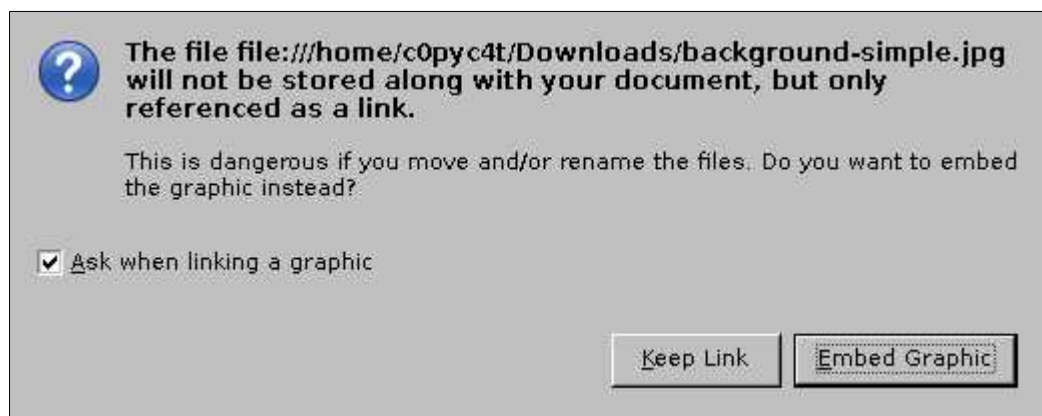 The file file:///home/c0pyc4t/Downloads/background-simple.jpg
will not be stored along with your document, but only
referenced as a link.
This is dangerous if you move and/or rename the files. Do you want to embed
the graphic instead?
Ask when linking a graphic
Keep Link
Embed Graphic